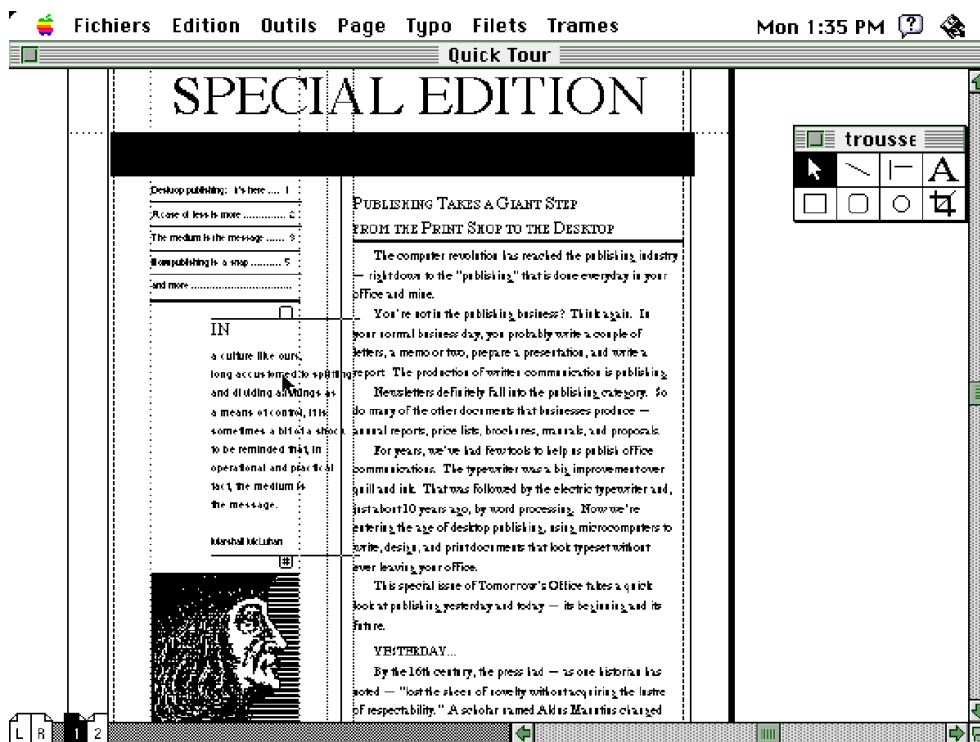 Fichiers Edition Outils Page Typo Filets Trames Mon 1:35 PM
Quick Tour
SPECIAL EDITION
trousse
A
Desktop publishing: it's here .... 1
A case of less is more .............. 2
The medium is the message ...... 3
is a snap .......... 5
and more ................................
IN
a culture like ours,
long accustomed to splitting
and dividing all things as
a means of control, it is
sometimes a bit of a shock
to be reminded that, in
operational and practical
fact, the medium is
the message.
Marshall McLuhan
#
PUBLISHING TAKES A GIANT STEP
FROM THE PRINT SHOP TO THE DESKTOP
The computer revolution has reached the publishing industry
— right down to the "publishing" that is done everyday in your
office and mine.
You're not in the publishing business? Think again. In
your normal business day, you probably write a couple of
letters, a memo or two, prepare a presentation, and write a
report. The production of written communication is publishing.
Newsletters definitely fall into the publishing category. So
do many of the other documents that businesses produce —
annual reports, price lists, brochures, manuals, and proposals.
For years, we've had few tools to help us publish office
communications. The typewriter was a big improvement over
quill and ink. That was followed by the electric typewriter and,
just about 10 years ago, by word processing. Now we're
entering the age of desktop publishing, using microcomputers to
write, design, and print documents that look typeset without
ever leaving your office.
This special issue of Tomorrow's Office takes a quick
look at publishing yesterday and today — its beginning and its
future.
YESTERDAY...
By the 16th century, the press had — as one historian has
noted — "lost the sheen of novelty without acquiring the lustre
of respectability." A scholar named Aldus Manutius changed
L R 1 2